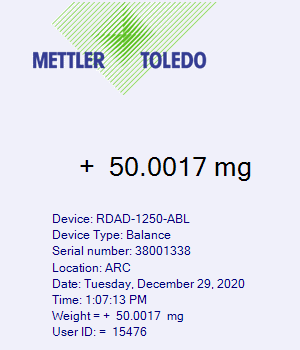 METTLER TOLEDO
+ 50.0017 mg
Device: RDAD-1250-ABL
Device Type: Balance
Serial number: 38001338
Location: ARC
Date: Tuesday, December 29, 2020
Time: 1:07:13 PM
Weight = + 50.0017 mg
User ID: = 15476